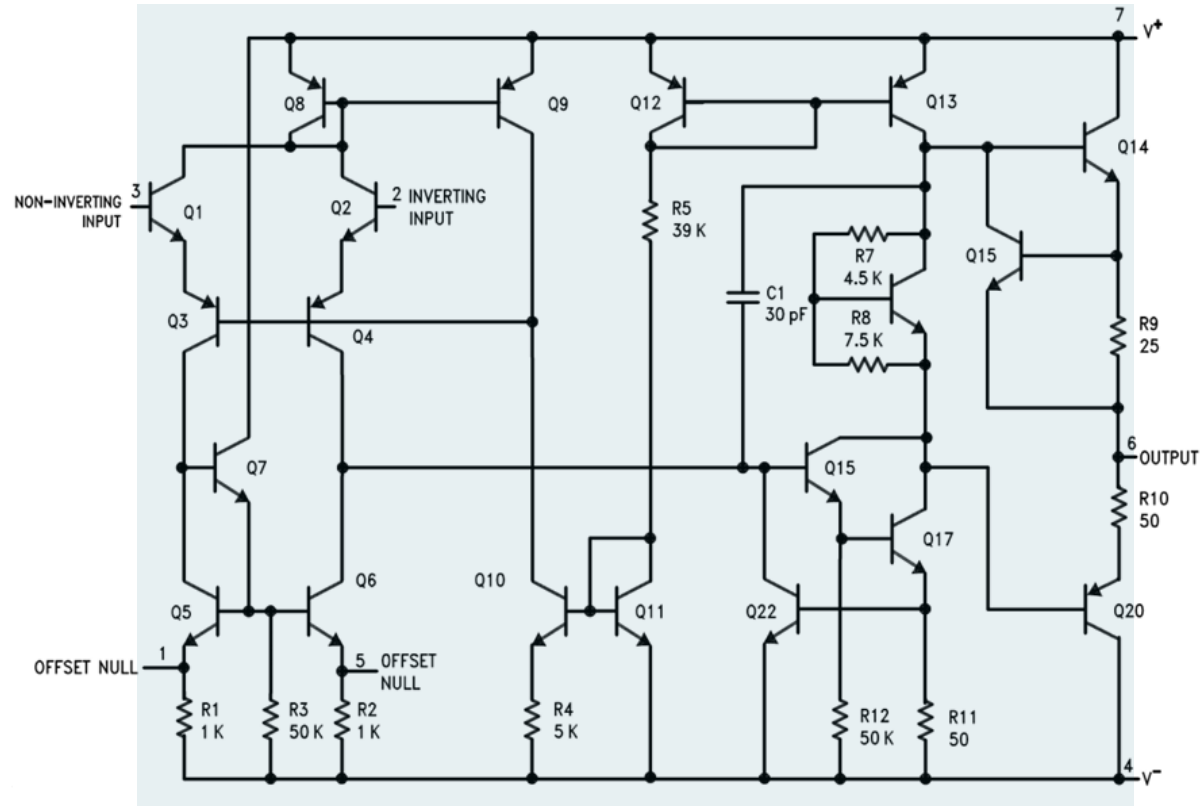 7
V+
Q8
Q9
Q12
Q13
Q14
3
NON-INVERTING
INPUT
Q1
Q2
2 INVERTING
INPUT
R5
39 K
R7
4.5 K
Q15
Q3
Q4
C1
30 pF
R8
7.5 K
R9
25
Q7
Q15
6
OUTPUT
R10
50
Q17
Q5
Q6
Q10
Q11
Q22
Q20
1
OFFSET NULL
5 OFFSET
NULL
R1
1 K
R3
50 K
R2
1 K
R4
5 K
R12
50 K
R11
50
4
V-